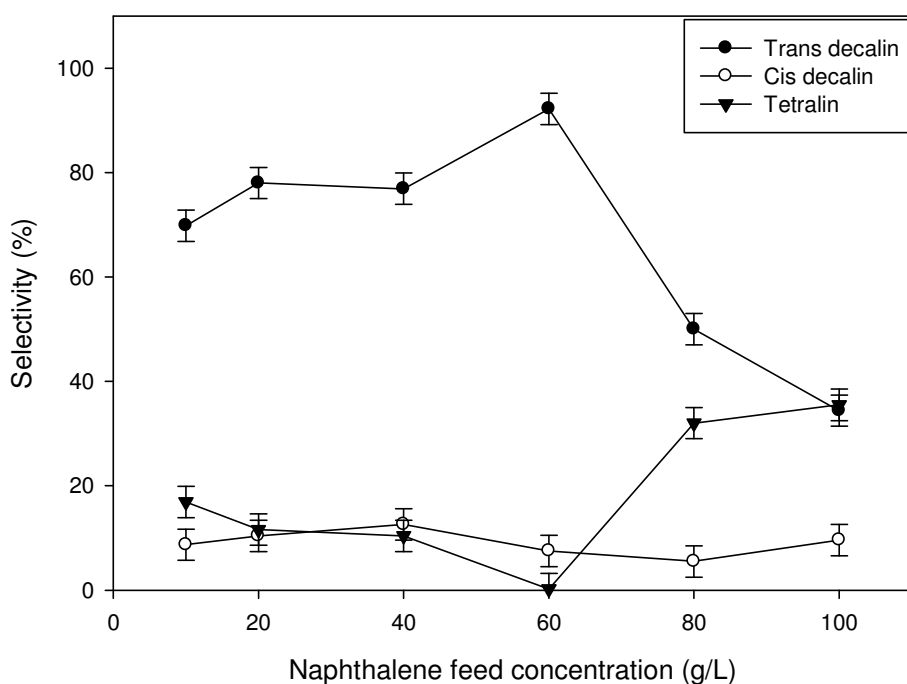 Trans decalin
Cis decalin
Tetralin
100
80
60
40
20
0
Selectivity (%)
0 20 40 60 80 100
Naphthalene feed concentration (g/L)